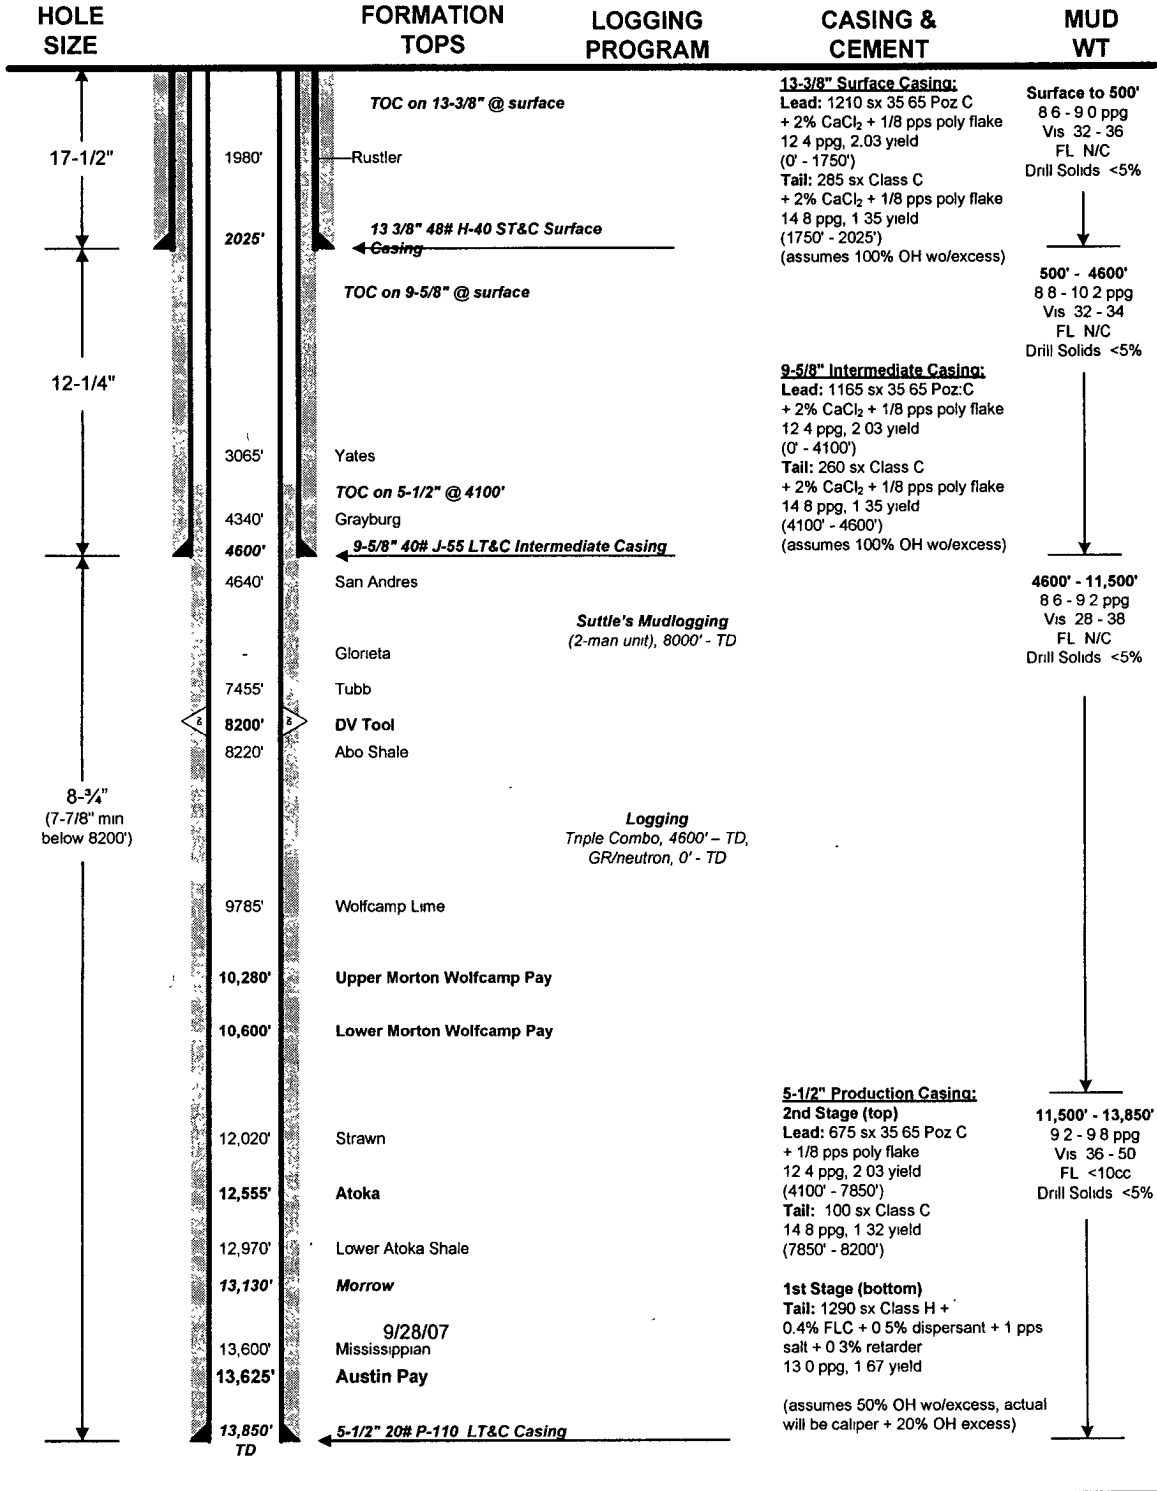 HOLE SIZE
FORMATION TOPS
LOGGING PROGRAM
CASING & CEMENT
MUD WT
17-1/2"
12-1/4"
8-¾"
(7-7/8" min
below 8200')
TOC on 13-3/8" @ surface
1980' Rustler
2025' 13 3/8" 48# H-40 ST&C Surface
Casing
TOC on 9-5/8" @ surface
3065' Yates
TOC on 5-1/2" @ 4100'
4340' Grayburg
4600' 9-5/8" 40# J-55 LT&C Intermediate Casing
4640' San Andres
- Glorieta
7455' Tubb
8200' DV Tool
8220' Abo Shale
9785' Wolfcamp Lime
10,280' Upper Morton Wolfcamp Pay
10,600' Lower Morton Wolfcamp Pay
12,020' Strawn
12,555' Atoka
12,970' Lower Atoka Shale
13,130' Morrow
9/28/07
13,600' Mississippian
13,625' Austin Pay
13,850' 5-1/2" 20# P-110 LT&C Casing
TD
Suttle's Mudlogging
(2-man unit), 8000' - TD
Logging
Triple Combo, 4600' – TD,
GR/neutron, 0' - TD
13-3/8" Surface Casing:
Lead: 1210 sx 35 65 Poz C
+ 2% CaCl₂ + 1/8 pps poly flake
12 4 ppg, 2.03 yield
(0' - 1750')
Tail: 285 sx Class C
+ 2% CaCl₂ + 1/8 pps poly flake
14 8 ppg, 1 35 yield
(1750' - 2025')
(assumes 100% OH wo/excess)
9-5/8" Intermediate Casing:
Lead: 1165 sx 35 65 Poz:C
+ 2% CaCl₂ + 1/8 pps poly flake
12 4 ppg, 2 03 yield
(0' - 4100')
Tail: 260 sx Class C
+ 2% CaCl₂ + 1/8 pps poly flake
14 8 ppg, 1 35 yield
(4100' - 4600')
(assumes 100% OH wo/excess)
5-1/2" Production Casing:
2nd Stage (top)
Lead: 675 sx 35 65 Poz C
+ 1/8 pps poly flake
12 4 ppg, 2 03 yield
(4100' - 7850')
Tail: 100 sx Class C
14 8 ppg, 1 32 yield
(7850' - 8200')
1st Stage (bottom)
Tail: 1290 sx Class H +
0.4% FLC + 0 5% dispersant + 1 pps
salt + 0 3% retarder
13 0 ppg, 1 67 yield
(assumes 50% OH wo/excess, actual
will be caliper + 20% OH excess)
Surface to 500'
8 6 - 9 0 ppg
Vis 32 - 36
FL N/C
Drill Solids <5%
500' - 4600'
8 8 - 10 2 ppg
Vis 32 - 34
FL N/C
Drill Solids <5%
4600' - 11,500'
8 6 - 9 2 ppg
Vis 28 - 38
FL N/C
Drill Solids <5%
11,500' - 13,850'
9 2 - 9 8 ppg
Vis 36 - 50
FL <10cc
Drill Solids <5%